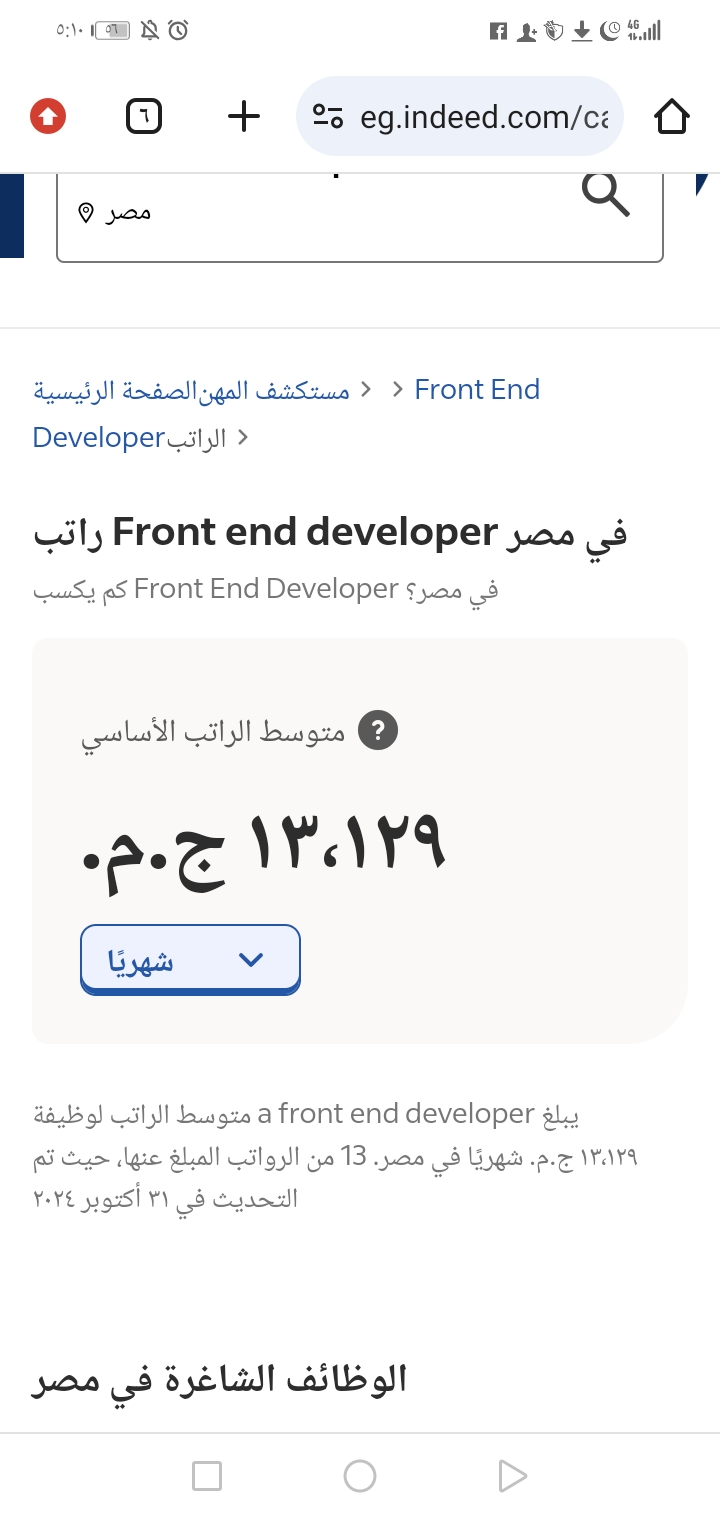 ٥:١٠ ٥٦ 4G
٦ eg.indeed.com/ca
مصر
الصفحة الرئيسية > مستكشف المهن > Front End
Developer > الراتب
راتب Front end developer في مصر
كم يكسب Front End Developer في مصر؟
متوسط الراتب الأساسي ?
١٣،١٢٩ ج.م.
شهريًا
يبلغ a front end developer متوسط الراتب لوظيفة
١٣،١٢٩ ج.م. شهريًا في مصر. 13 من الرواتب المبلغ عنها، حيث تم
التحديث في ٣١ أكتوبر ٢٠٢٤
الوظائف الشاغرة في مصر